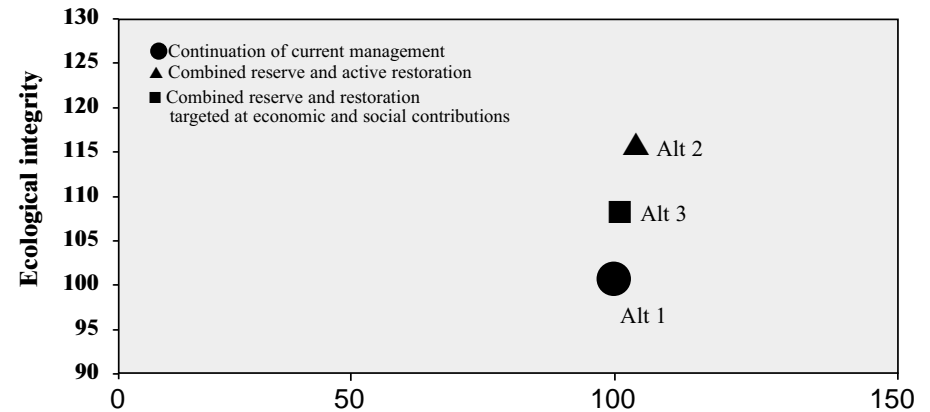 130
125
120
115
110
105
100
95
90
Ecological integrity
Continuation of current management
Combined reserve and active restoration
Combined reserve and restoration
targeted at economic and social contributions
Alt 2
Alt 3
Alt 1
0
50
100
150